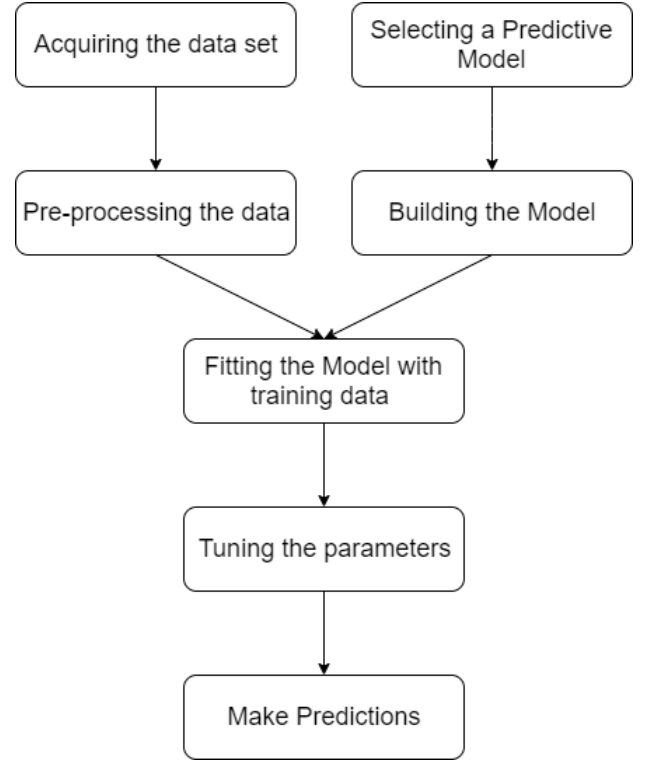 Acquiring the data set
Selecting a Predictive
Model
Pre-processing the data
Building the Model
Fitting the Model with
training data
Tuning the parameters
Make Predictions